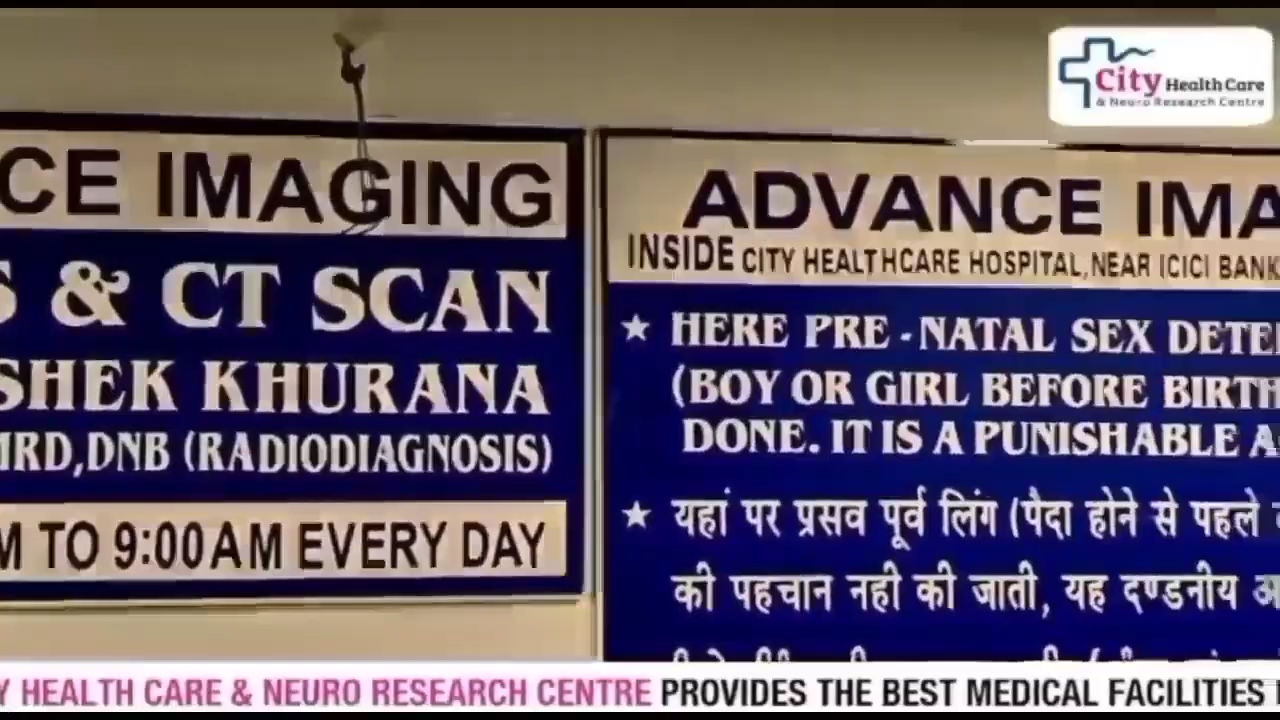 City Health Care
& Neuro Research Centre
CE IMAGING
& CT SCAN
SHEK KHURANA
MRD,DNB (RADIODIAGNOSIS)
M TO 9:00AM EVERY DAY
ADVANCE IMA
INSIDE CITY HEALTHCARE HOSPITAL, NEAR ICICI BANK
★ HERE PRE-NATAL SEX DETE
(BOY OR GIRL BEFORE BIRTH
DONE. IT IS A PUNISHABLE A
★ यहां पर प्रसव पूर्व लिंग (पैदा होने से पहले
की पहचान नही की जाती, यह दण्डनीय अ
Y HEALTH CARE & NEURO RESEARCH CENTRE PROVIDES THE BEST MEDICAL FACILITIES